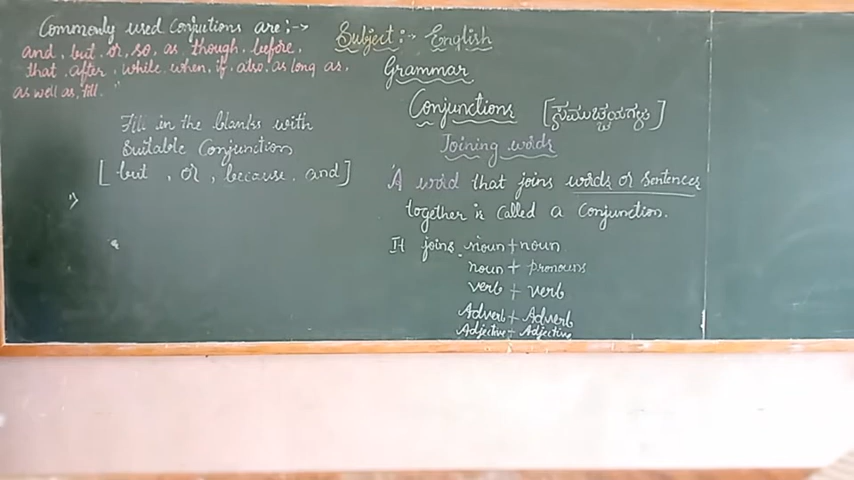 Commonly used Conjuctions are :->
and, but, or, so, as though, before,
that, after, while, when, if, also, as long as,
as well as, till.
Fill in the blanks with
Suitable Conjunction
[but, or, because, and]
Subject :- English
Grammar
Conjunctions
Joining words
A word that joins words or sentences
together is called a Conjunction.
It joins noun + noun
noun + pronouns
verb + verb
Adverb + Adverb
Adjective + Adjective